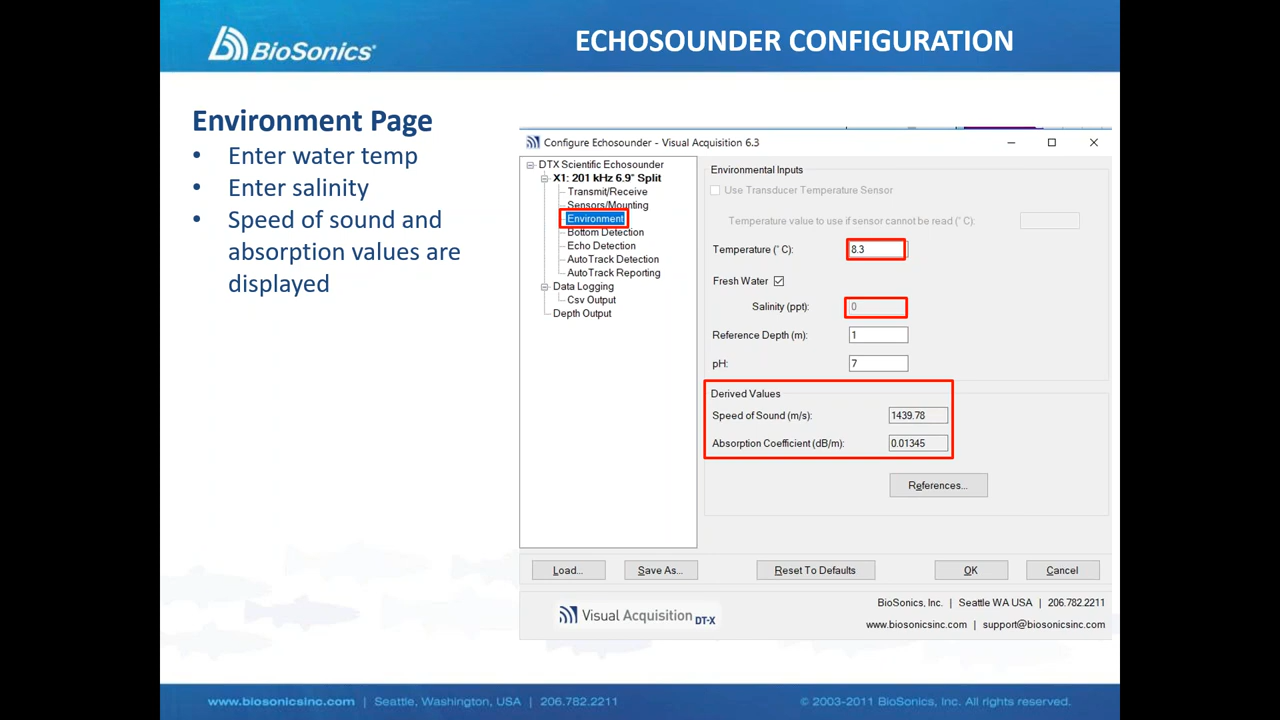 BioSonics
ECHOSOUNDER CONFIGURATION
Environment Page
• Enter water temp
• Enter salinity
• Speed of sound and
absorption values are
displayed
Configure Echosounder - Visual Acquisition 6.3
DTX Scientific Echosounder
X1: 201 kHz 6.9° Split
Transmit/Receive
Sensors/Mounting
Environment
Bottom Detection
Echo Detection
AutoTrack Detection
AutoTrack Reporting
Data Logging
Csv Output
Depth Output
Environmental Inputs
Use Transducer Temperature Sensor
Temperature value to use if sensor cannot be read (˚ C):
Temperature (˚ C): 8.3
Fresh Water
Salinity (ppt): 0
Reference Depth (m): 1
pH: 7
Derived Values
Speed of Sound (m/s): 1439.78
Absorption Coefficient (dB/m): 0.01345
References...
Load... Save As... Reset To Defaults OK Cancel
Visual Acquisition DT-X
BioSonics, Inc. | Seattle WA USA | 206.782.2211
www.biosonicsinc.com | support@biosonicsinc.com
www.biosonicsinc.com | Seattle, Washington, USA | 206.782.2211
© 2003-2011 BioSonics, Inc. All rights reserved.